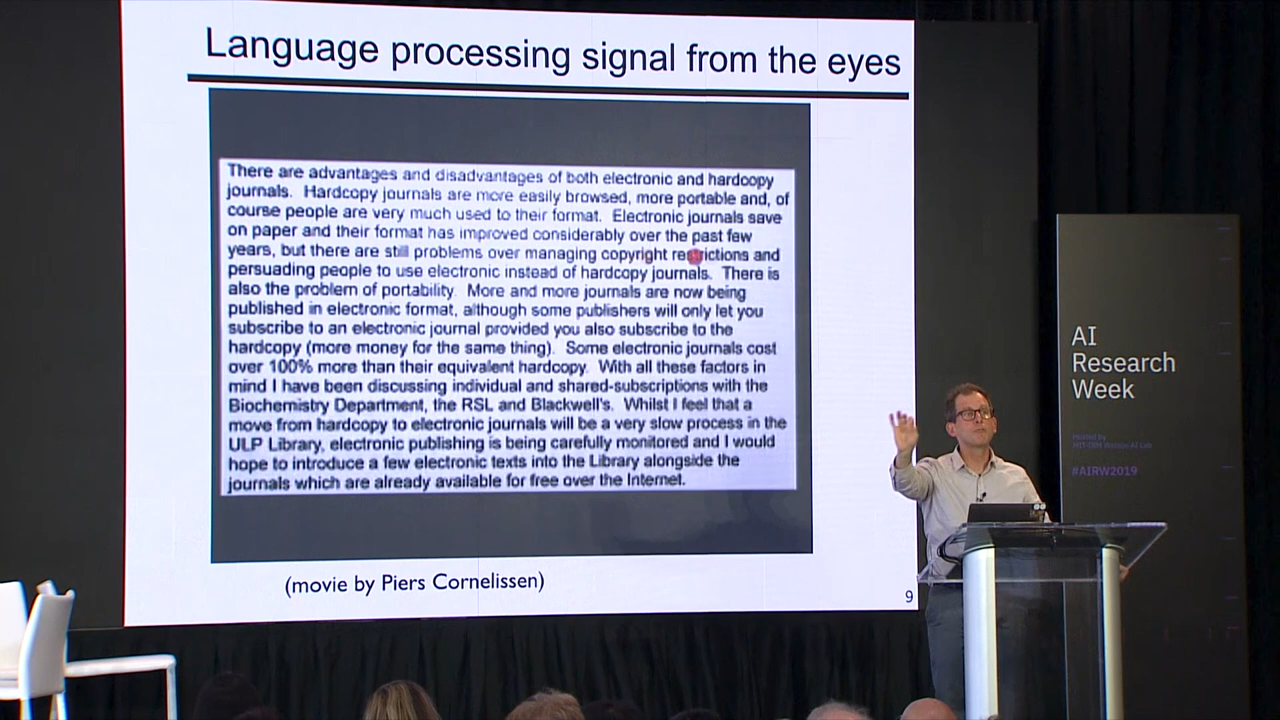 Language processing signal from the eyes
There are advantages and disadvantages of both electronic and hardcopy
journals. Hardcopy journals are more easily browsed, more portable and, of
course people are very much used to their format. Electronic journals save
on paper and their format has improved considerably over the past few
years, but there are still problems over managing copyright restrictions and
persuading people to use electronic instead of hardcopy journals. There is
also the problem of portability. More and more journals are now being
published in electronic format, although some publishers will only let you
subscribe to an electronic journal provided you also subscribe to the
hardcopy (more money for the same thing). Some electronic journals cost
over 100% more than their equivalent hardcopy. With all these factors in
mind I have been discussing individual and shared-subscriptions with the
Biochemistry Department, the RSL and Blackwell's. Whilst I feel that a
move from hardcopy to electronic journals will be a very slow process in the
ULP Library, electronic publishing is being carefully monitored and I would
hope to introduce a few electronic texts into the Library alongside the
journals which are already available for free over the Internet.
(movie by Piers Cornelissen)
9
AI
Research
Week
Hosted by
MIT-IBM Watson AI Lab
#AIRW2019